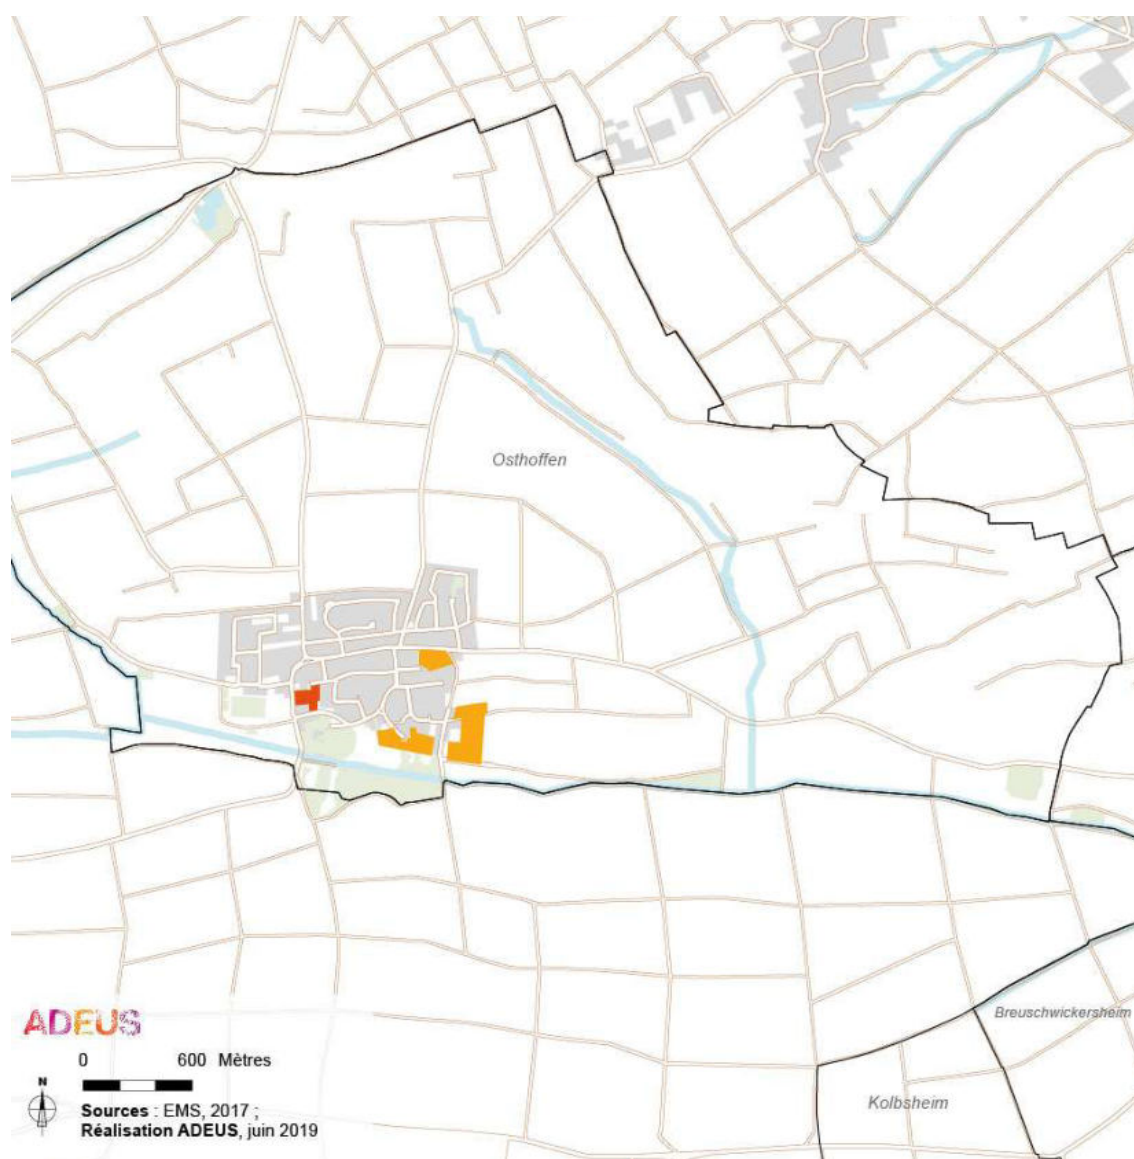 Osthoffen
ADEUS
Breuschwickersheim
0 600 Mètres
N
Sources : EMS, 2017 ;
Réalisation ADEUS, juin 2019
Kolbsheim